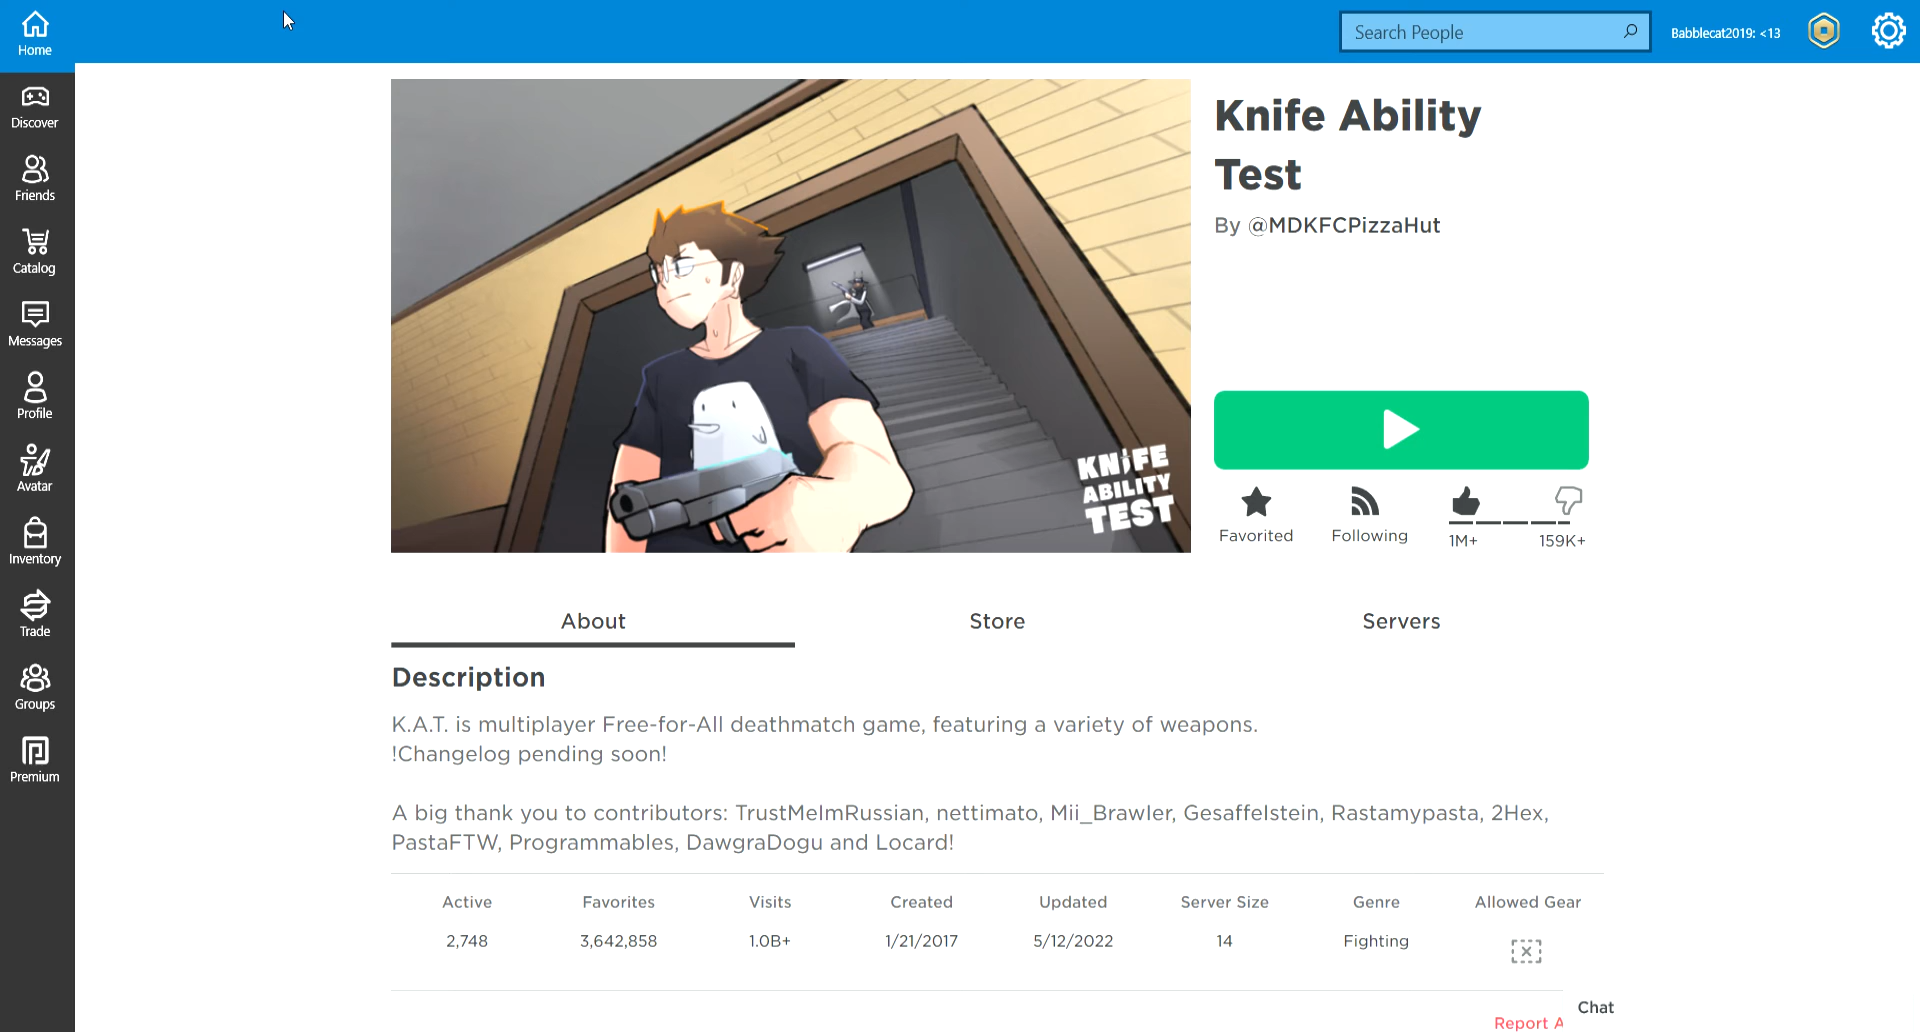 Home
Search People
Babblecat2019: <13
Discover
Friends
Catalog
Messages
Profile
Avatar
Inventory
Trade
Groups
Premium
KNIFE
ABILITY
TEST
Knife Ability
Test
By @MDKFCPizzaHut
Favorited
Following
1M+
159K+
About
Store
Servers
Description
K.A.T. is multiplayer Free-for-All deathmatch game, featuring a variety of weapons.
!Changelog pending soon!
A big thank you to contributors: TrustMeImRussian, nettimato, Mii_Brawler, Gesaffelstein, Rastamypasta, 2Hex,
PastaFTW, Programmables, DawgraDogu and Locard!
Active Favorites Visits Created Updated Server Size Genre Allowed Gear
2,748 3,642,858 1.0B+ 1/21/2017 5/12/2022 14 Fighting
Chat
Report A